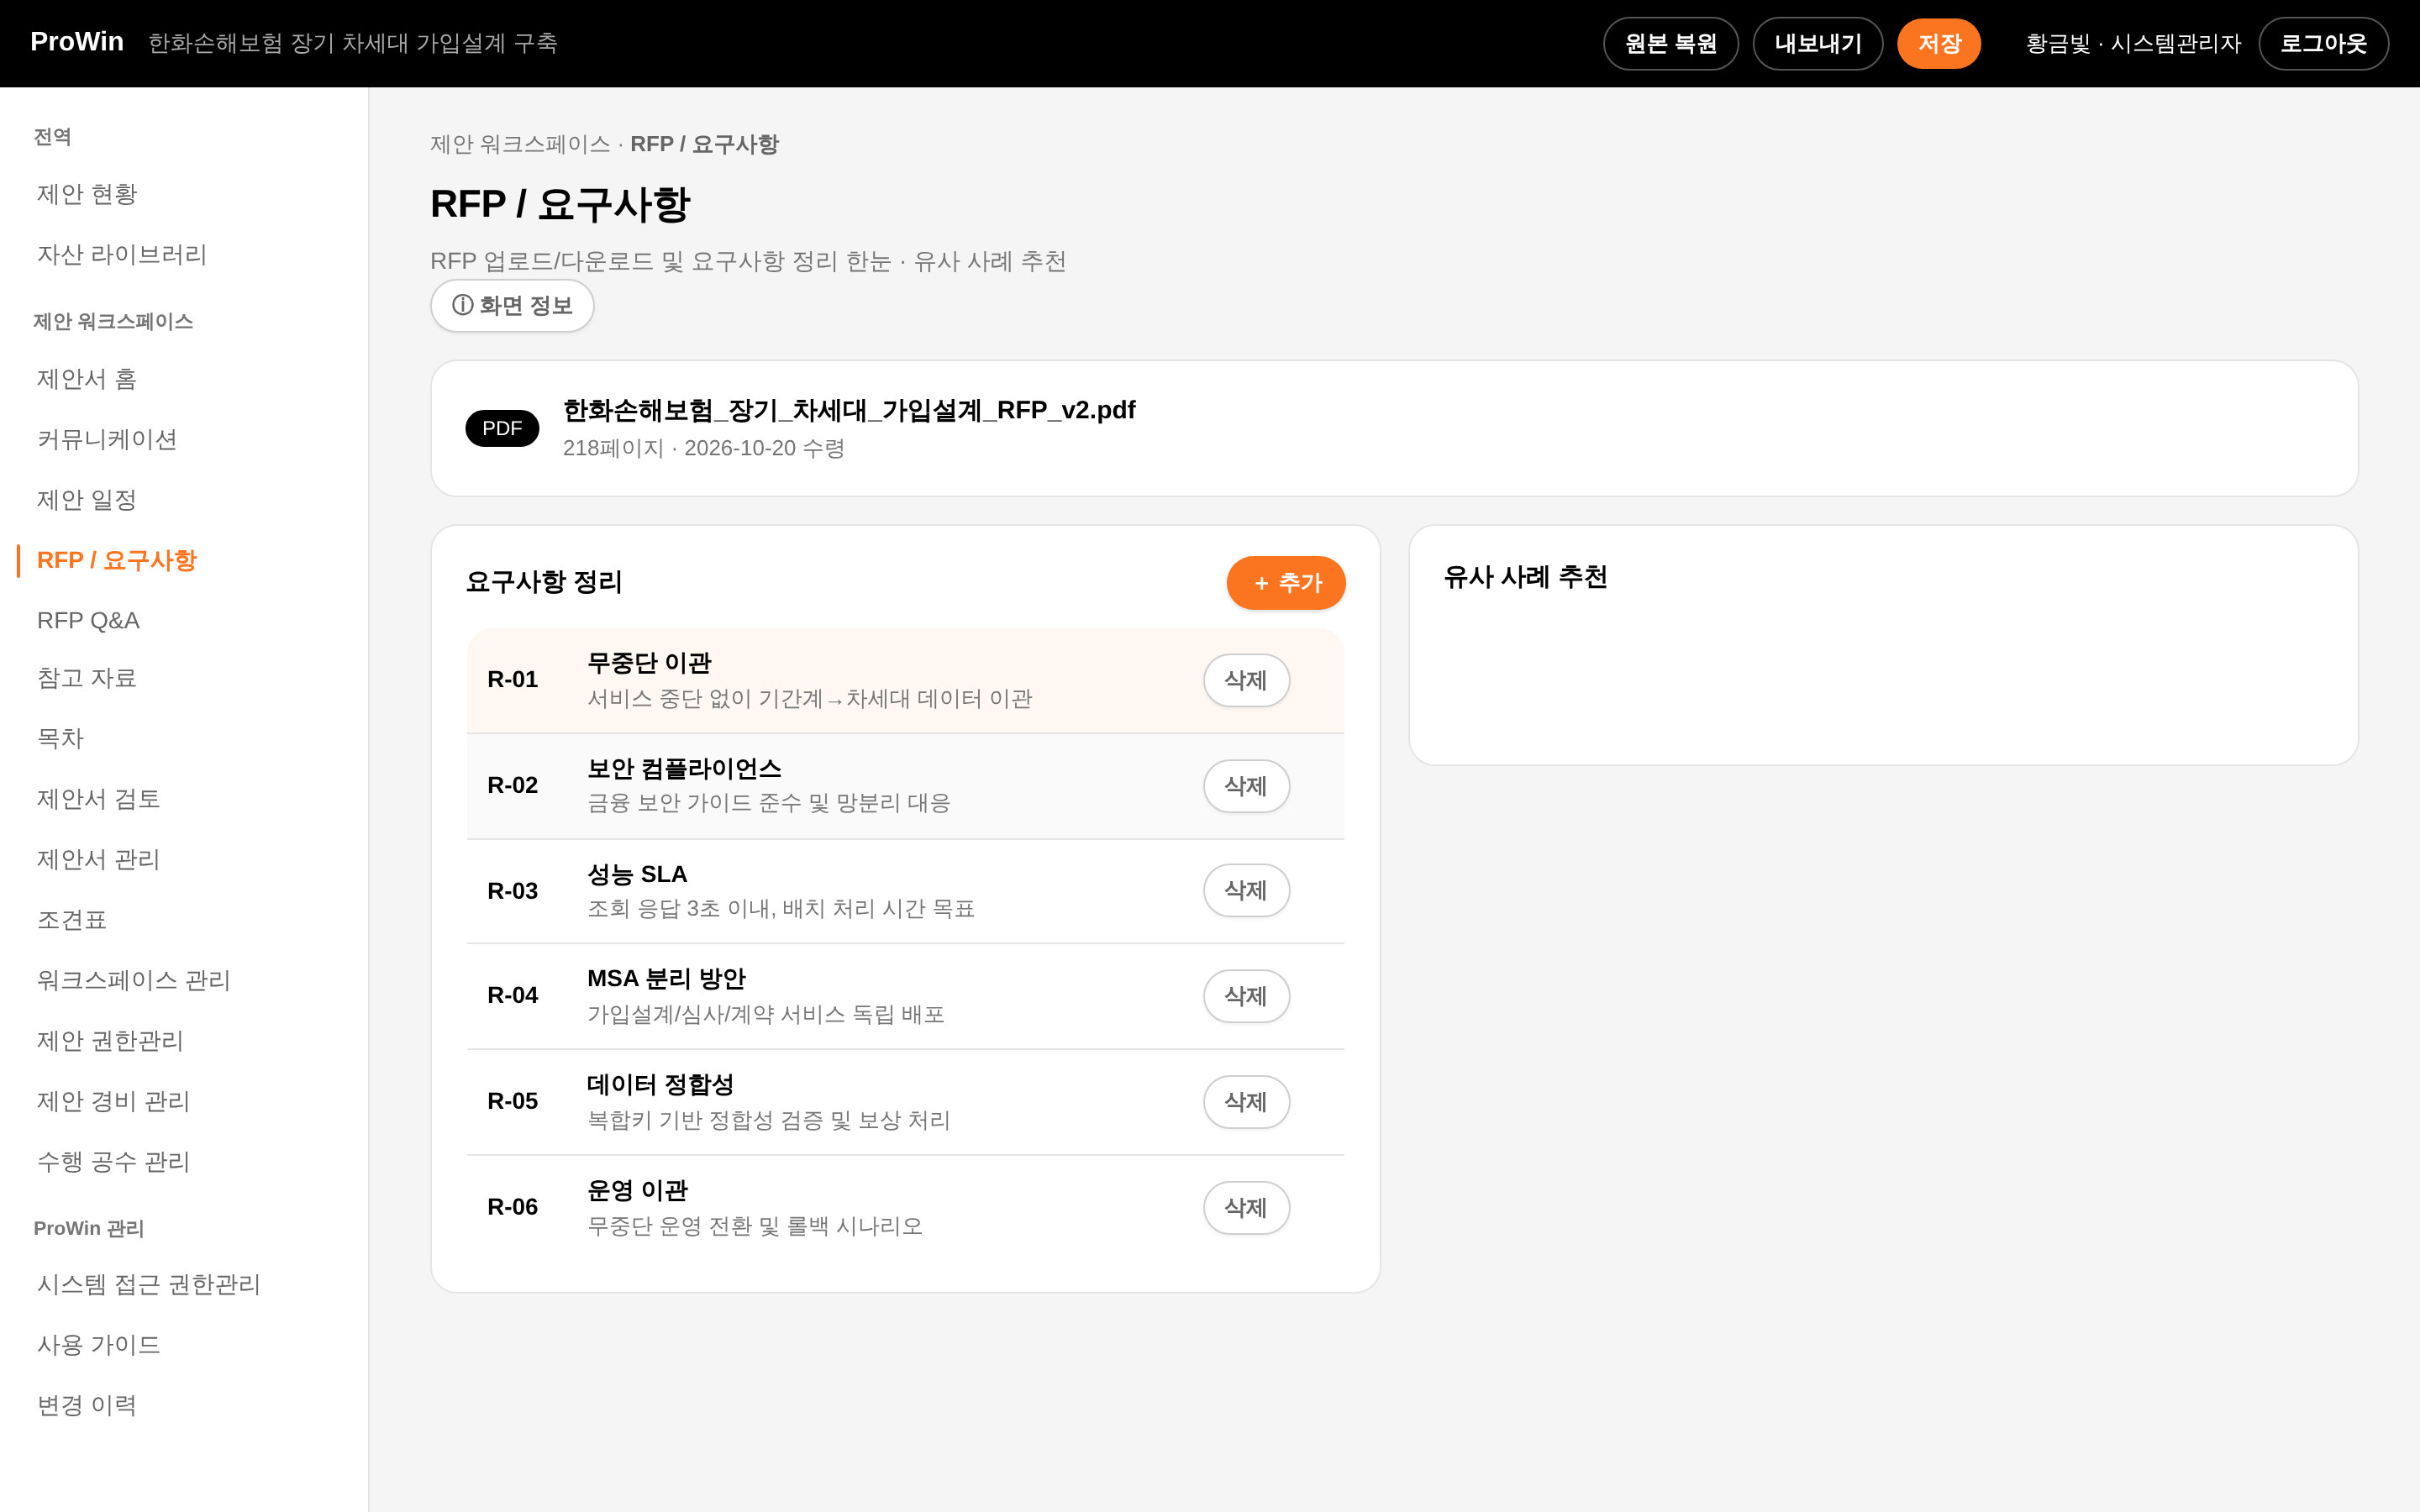 ProWin 한화손해보험 장기 차세대 가입설계 구축
원본 복원 내보내기 저장 황금빛 · 시스템관리자 로그아웃
전역
제안 현황
자산 라이브러리
제안 워크스페이스
제안서 홈
커뮤니케이션
제안 일정
RFP / 요구사항
RFP Q&A
참고 자료
목차
제안서 검토
제안서 관리
조견표
워크스페이스 관리
제안 권한관리
제안 경비 관리
수행 공수 관리
ProWin 관리
시스템 접근 권한관리
사용 가이드
변경 이력
제안 워크스페이스 · RFP / 요구사항
RFP / 요구사항
RFP 업로드/다운로드 및 요구사항 정리 한눈 · 유사 사례 추천
ⓘ 화면 정보
PDF
한화손해보험_장기_차세대_가입설계_RFP_v2.pdf
218페이지 · 2026-10-20 수령
요구사항 정리
+ 추가
R-01
무중단 이관
서비스 중단 없이 기간계→차세대 데이터 이관
삭제
R-02
보안 컴플라이언스
금융 보안 가이드 준수 및 망분리 대응
삭제
R-03
성능 SLA
조회 응답 3초 이내, 배치 처리 시간 목표
삭제
R-04
MSA 분리 방안
가입설계/심사/계약 서비스 독립 배포
삭제
R-05
데이터 정합성
복합키 기반 정합성 검증 및 보상 처리
삭제
R-06
운영 이관
무중단 운영 전환 및 롤백 시나리오
삭제
유사 사례 추천